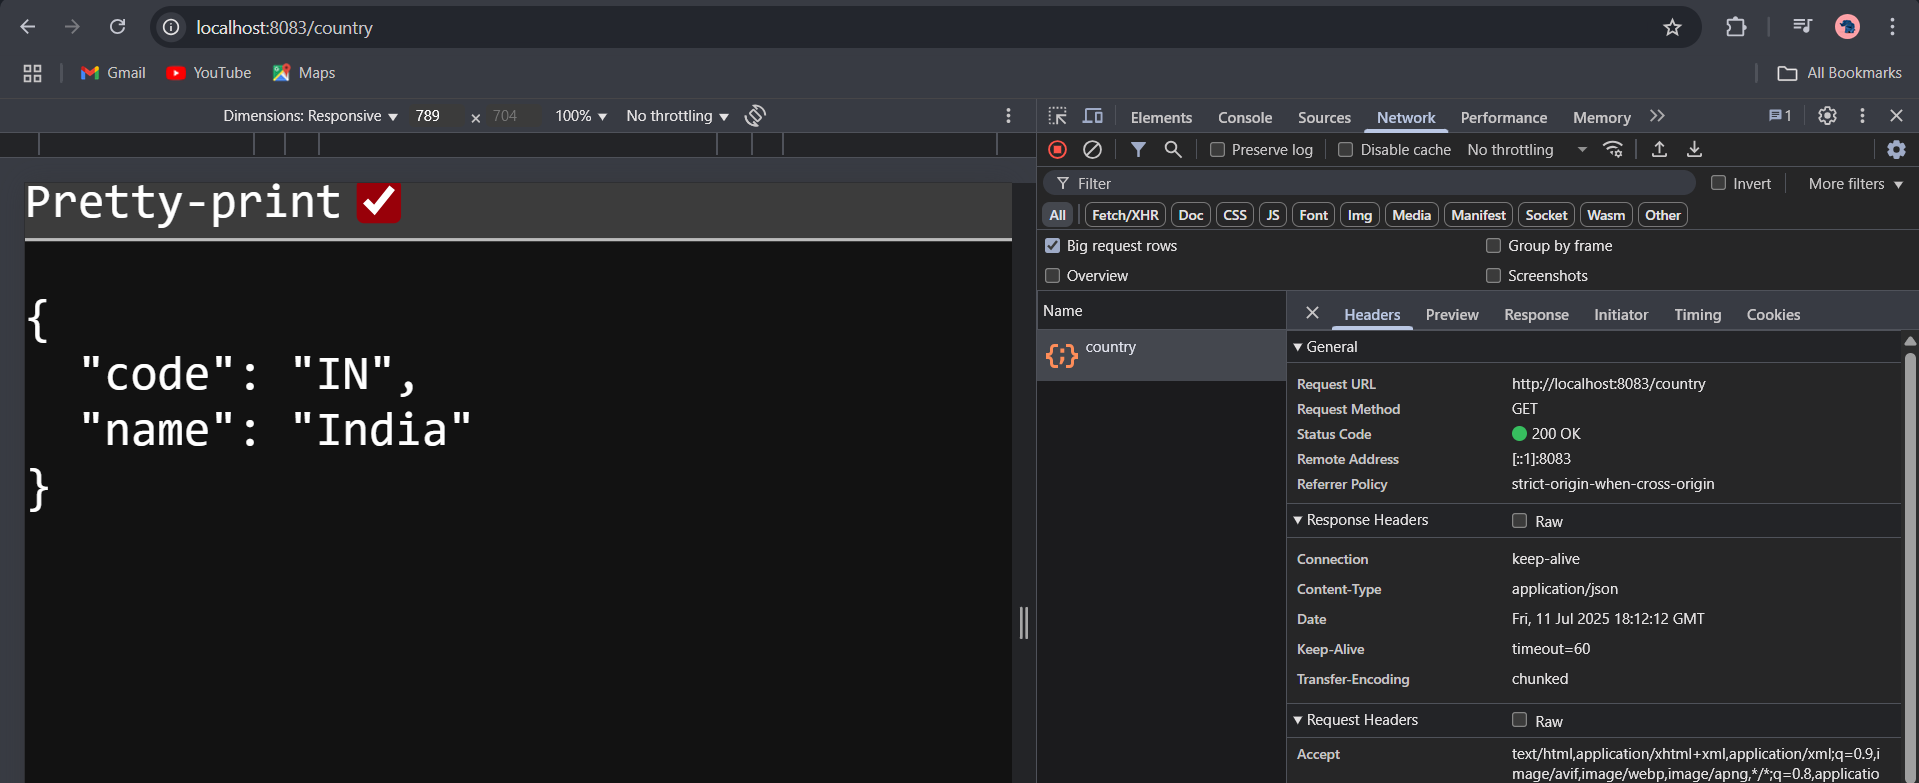 localhost:8083/country
Gmail YouTube Maps All Bookmarks
Dimensions: Responsive 789 × 704 100% No throttling
Elements Console Sources Network Performance Memory 1
Preserve log Disable cache No throttling
Filter Invert More filters
All Fetch/XHR Doc CSS JS Font Img Media Manifest Socket Wasm Other
Big request rows Group by frame
Overview Screenshots
Pretty-print
{
"code": "IN",
"name": "India"
}
Name
country
Headers Preview Response Initiator Timing Cookies
General
Request URL http://localhost:8083/country
Request Method GET
Status Code 200 OK
Remote Address [::1]:8083
Referrer Policy strict-origin-when-cross-origin
Response Headers Raw
Connection keep-alive
Content-Type application/json
Date Fri, 11 Jul 2025 18:12:12 GMT
Keep-Alive timeout=60
Transfer-Encoding chunked
Request Headers Raw
Accept text/html,application/xhtml+xml,application/xml;q=0.9,i
mage/avif,image/webp,image/apng,*/*;q=0.8,applicatio